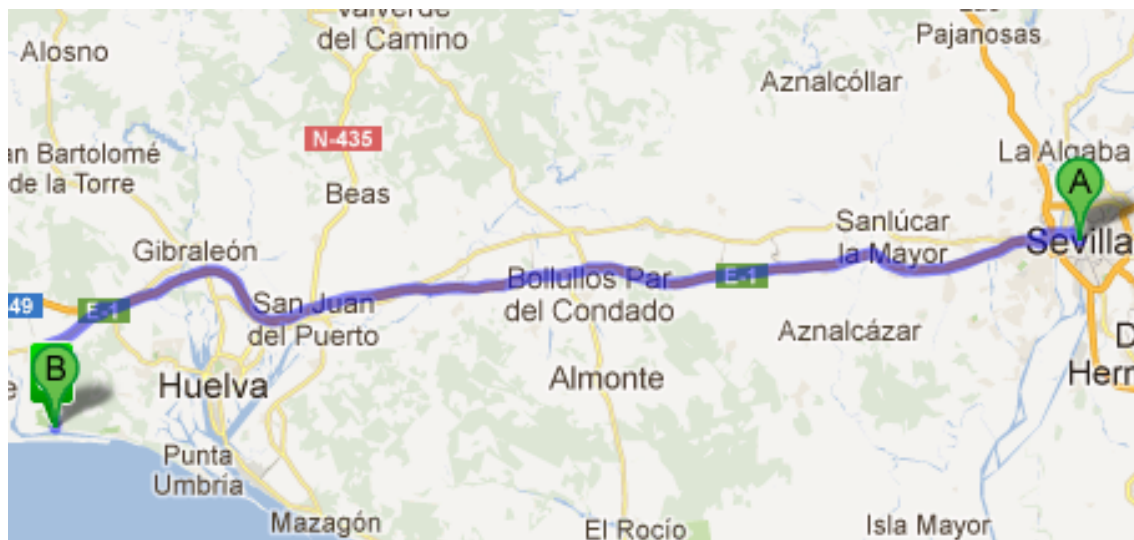 Valverde
del Camino
Pajanosas
Alosno
Aznalcóllar
N-435
La Algaba
an Bartolomé
de la Torre
A
Beas
Sanlúcar
la Mayor
Sevilla
Gibraleón
E-1
Bollullos Par
del Condado
49
E-1
San Juan
del Puerto
Aznalcázar
D
B
Huelva
Almonte
Herr
e
Punta
Umbría
Mazagón
El Rocío
Isla Mayor